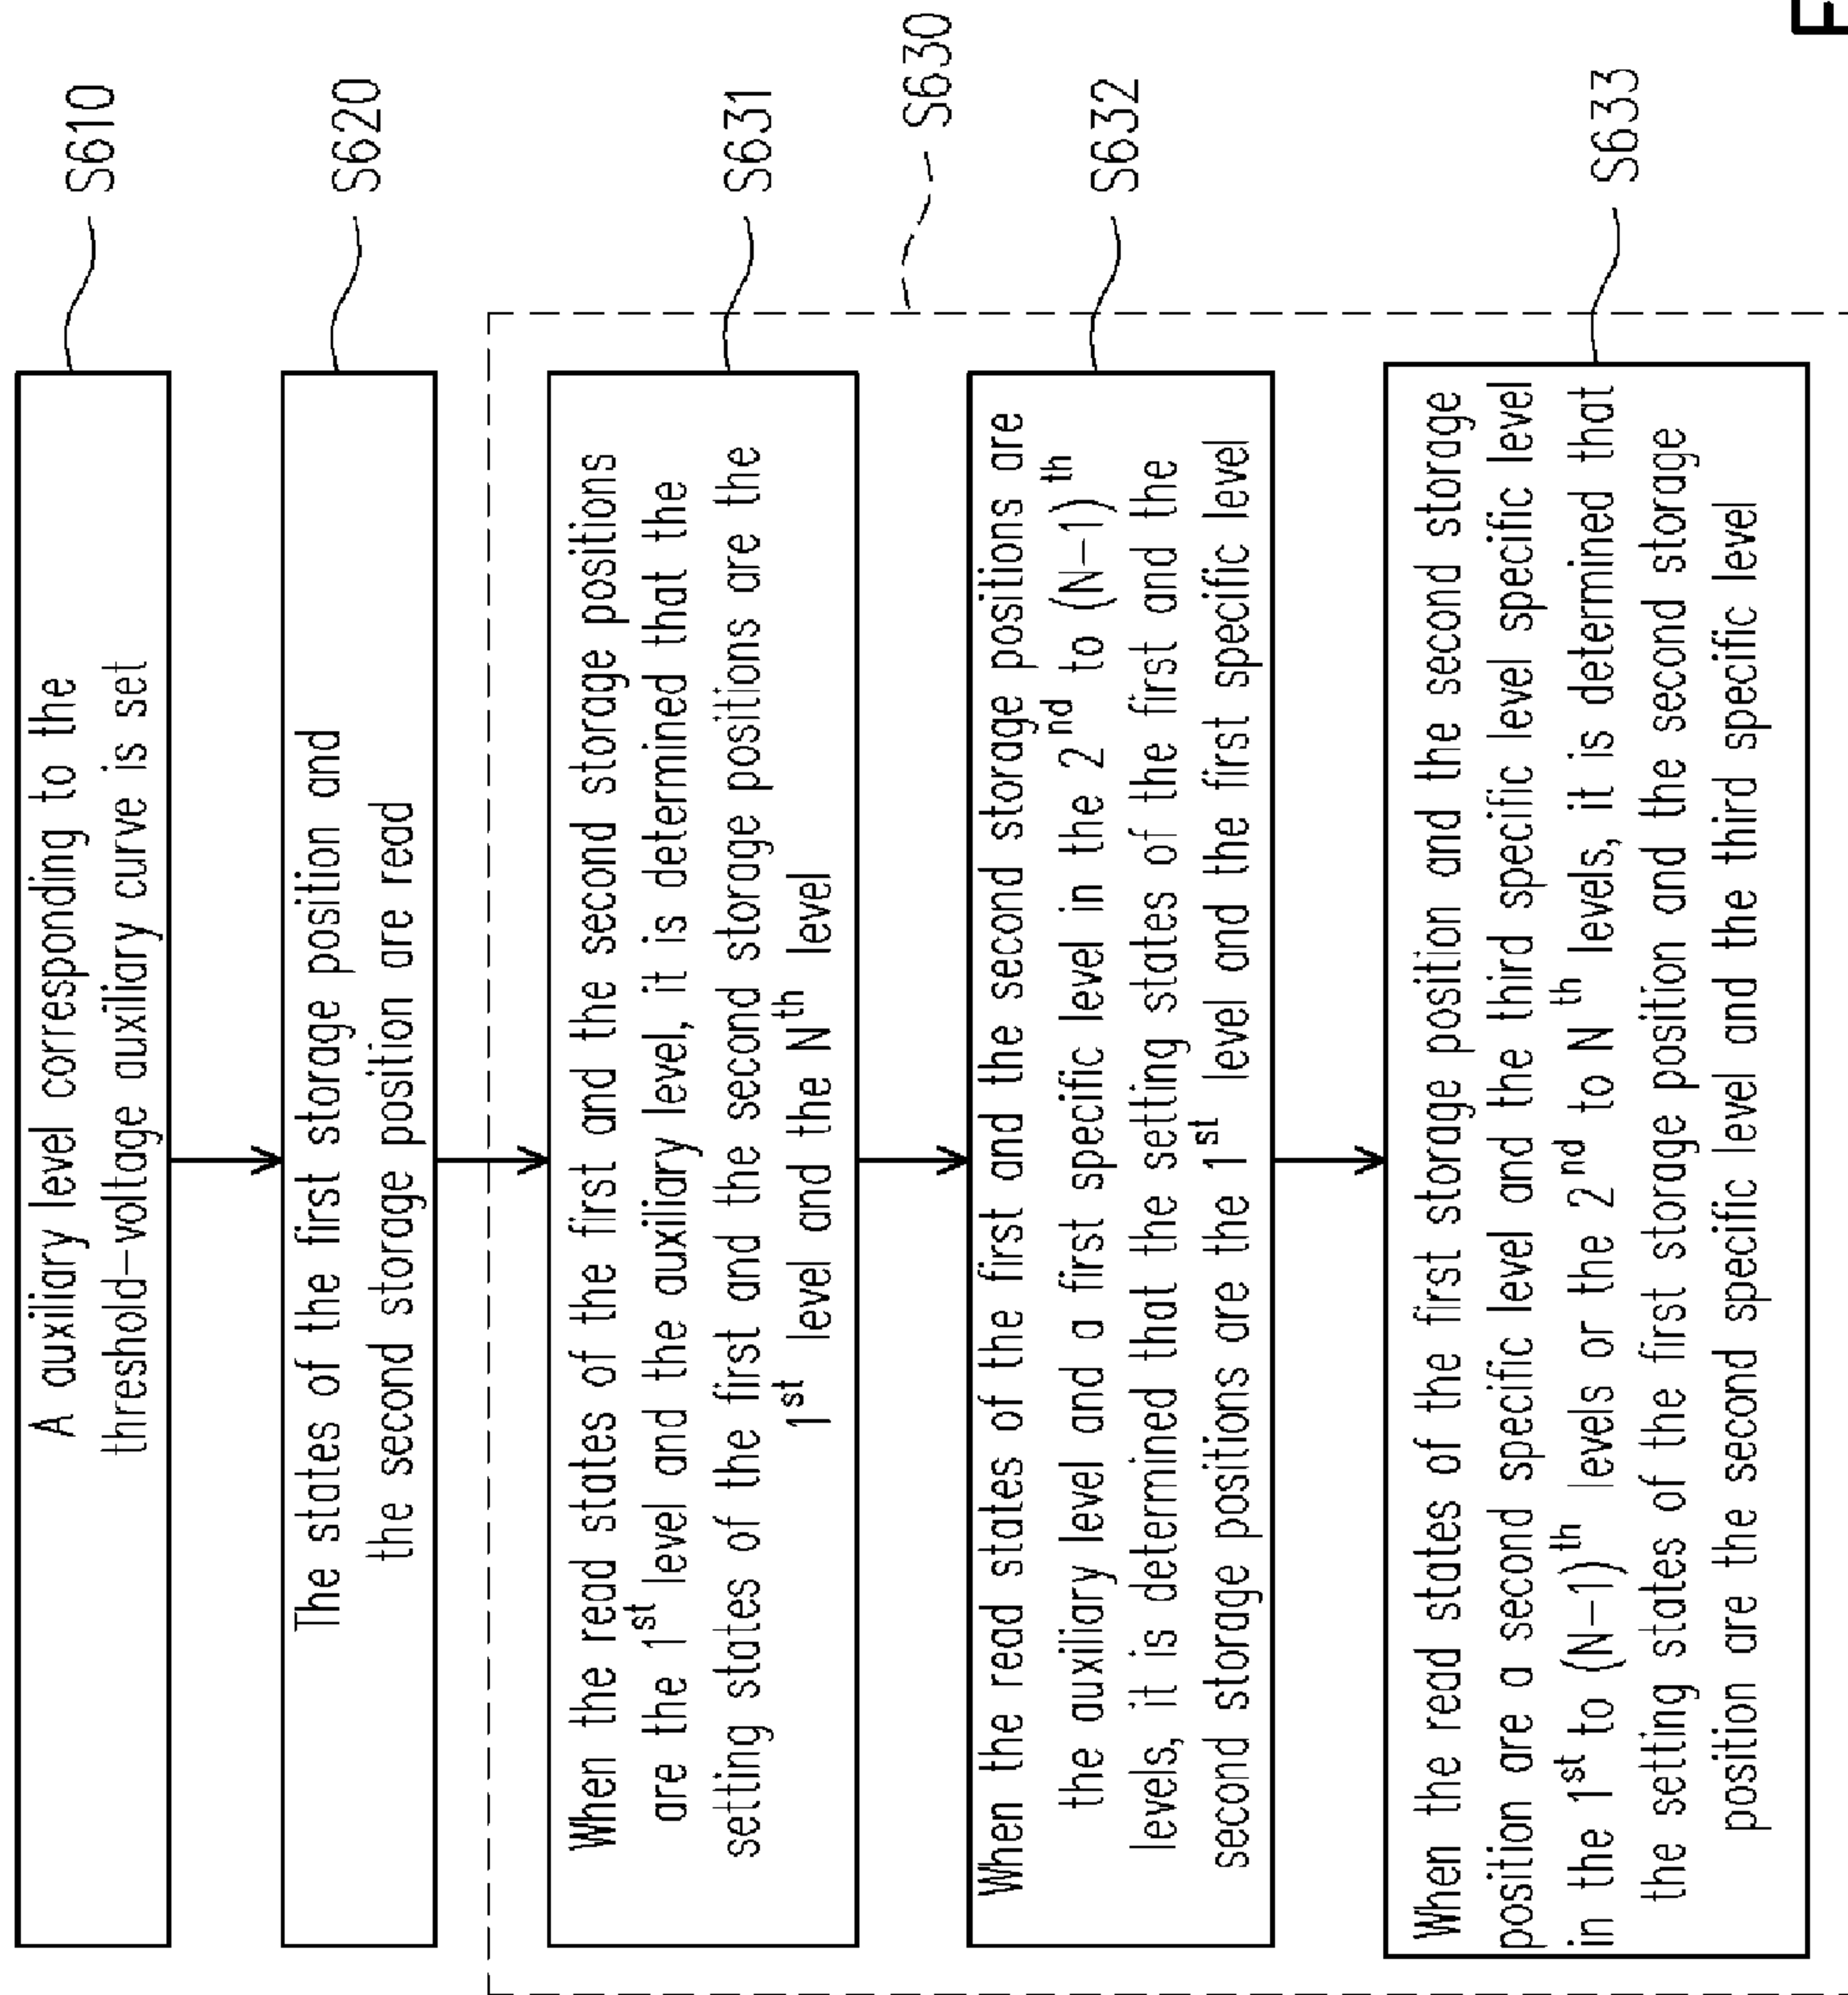 A auxiliary level corresponding to the
threshold-voltage auxiliary curve is set
S610
The states of the first storage position and
the second storage position are read
S620
S630
When the read states of the first and the second storage positions
are the 1st level and the auxiliary level, it is determined that the
setting states of the first and the second storage positions are the
1st level and the Nth level
S631
When the read states of the first and the second storage positions are
the auxiliary level and a first specific level in the 2nd to (N-1)th
levels, it is determined that the setting states of the first and the
second storage positions are the 1st level and the first specific level
S632
When the read states of the first storage position and the second storage
position are a second specific level and the third specific level specific level
in the 1st to (N-1)th levels or the 2nd to Nth levels, it is determined that
the setting states of the first storage position and the second storage
position are the second specific level and the third specific level
S633